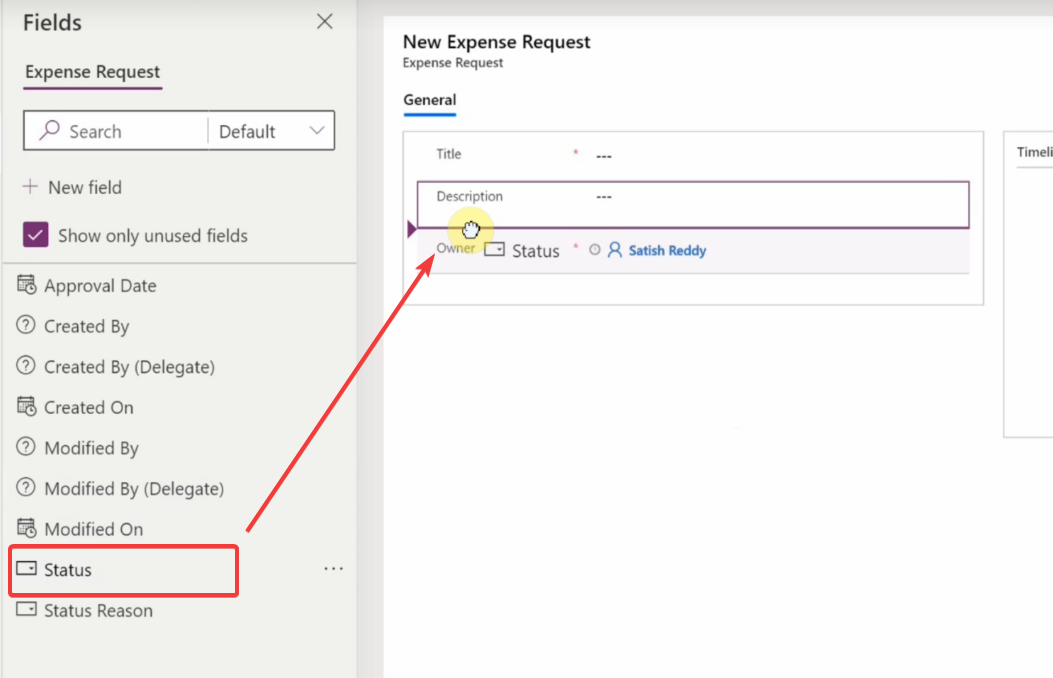 Fields
Expense Request
Search Default
New field
Show only unused fields
Approval Date
Created By
Created By (Delegate)
Created On
Modified By
Modified By (Delegate)
Modified On
Status ...
Status Reason
New Expense Request
Expense Request
General
Title * ---
Description ---
Owner Status * Satish Reddy
Timeli